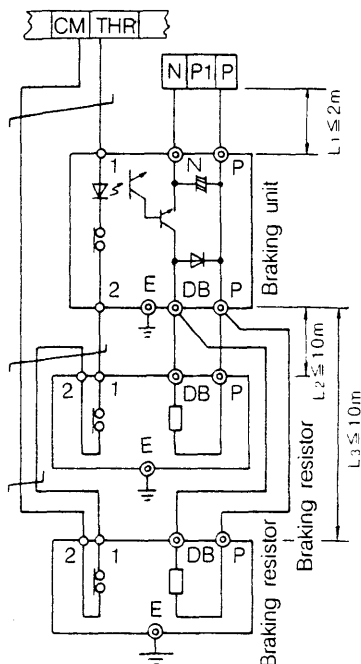 CM THR
N P1 P
L1≦2m
1 N P
Braking unit
2 E DB P
L2≦10m
L3≦10m
2 1 DB P
E
Braking resistor
2 1 DB P
E
Braking resistor